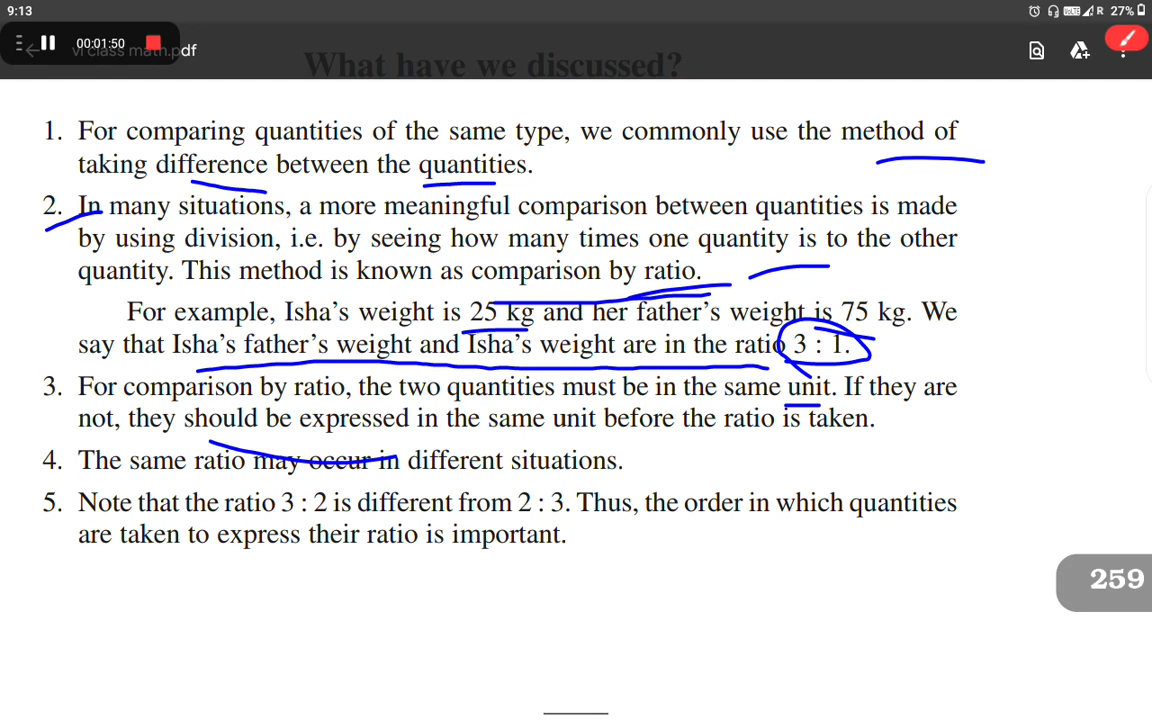 9:13
R 27%
00:01:50
vi class math.pdf
What have we discussed?
1. For comparing quantities of the same type, we commonly use the method of
taking difference between the quantities.
2. In many situations, a more meaningful comparison between quantities is made
by using division, i.e. by seeing how many times one quantity is to the other
quantity. This method is known as comparison by ratio.
For example, Isha’s weight is 25 kg and her father’s weight is 75 kg. We
say that Isha’s father’s weight and Isha’s weight are in the ratio 3 : 1.
3. For comparison by ratio, the two quantities must be in the same unit. If they are
not, they should be expressed in the same unit before the ratio is taken.
4. The same ratio may occur in different situations.
5. Note that the ratio 3 : 2 is different from 2 : 3. Thus, the order in which quantities
are taken to express their ratio is important.
259